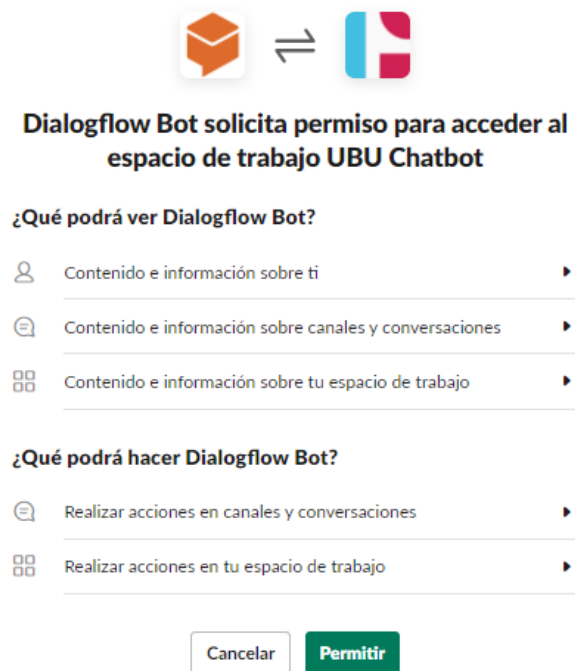 Dialogflow Bot solicita permiso para acceder al
espacio de trabajo UBU Chatbot
¿Qué podrá ver Dialogflow Bot?
Contenido e información sobre ti
Contenido e información sobre canales y conversaciones
Contenido e información sobre tu espacio de trabajo
¿Qué podrá hacer Dialogflow Bot?
Realizar acciones en canales y conversaciones
Realizar acciones en tu espacio de trabajo
Cancelar
Permitir